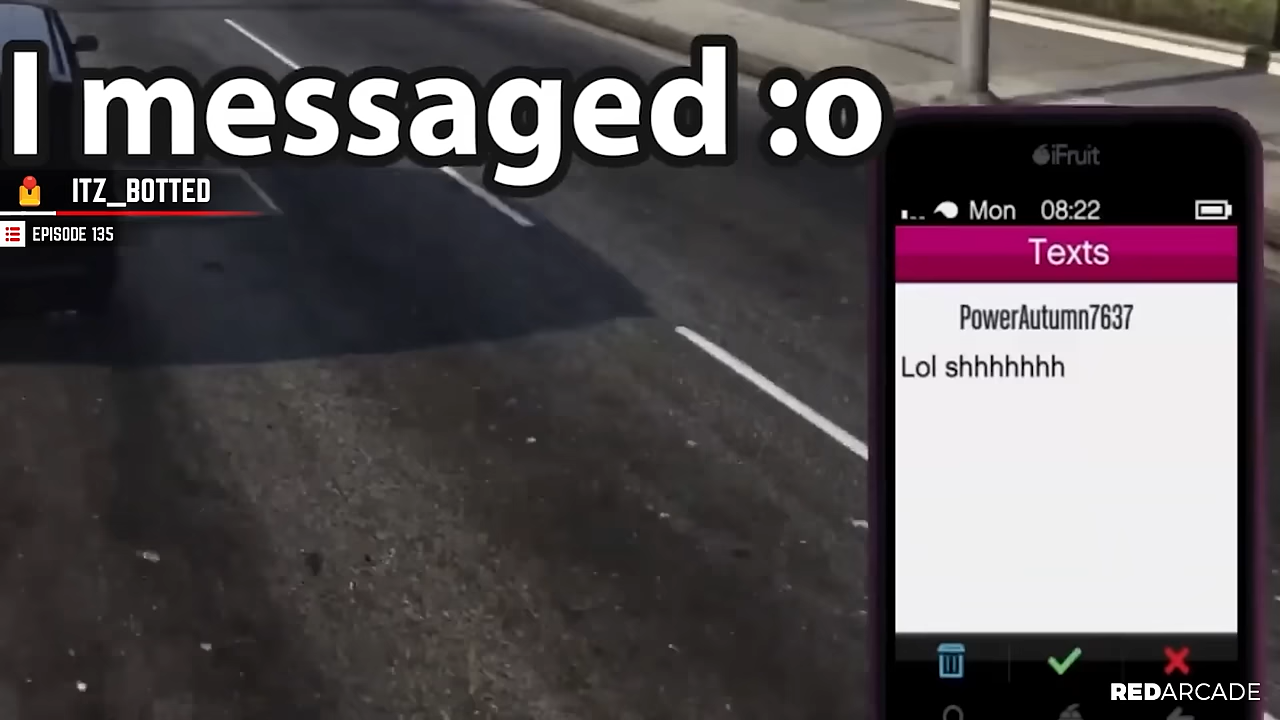 I messaged :o
ITZ_BOTTED
EPISODE 135
iFruit
Mon 08:22
Texts
PowerAutumn7637
Lol shhhhhhh
REDARCADE